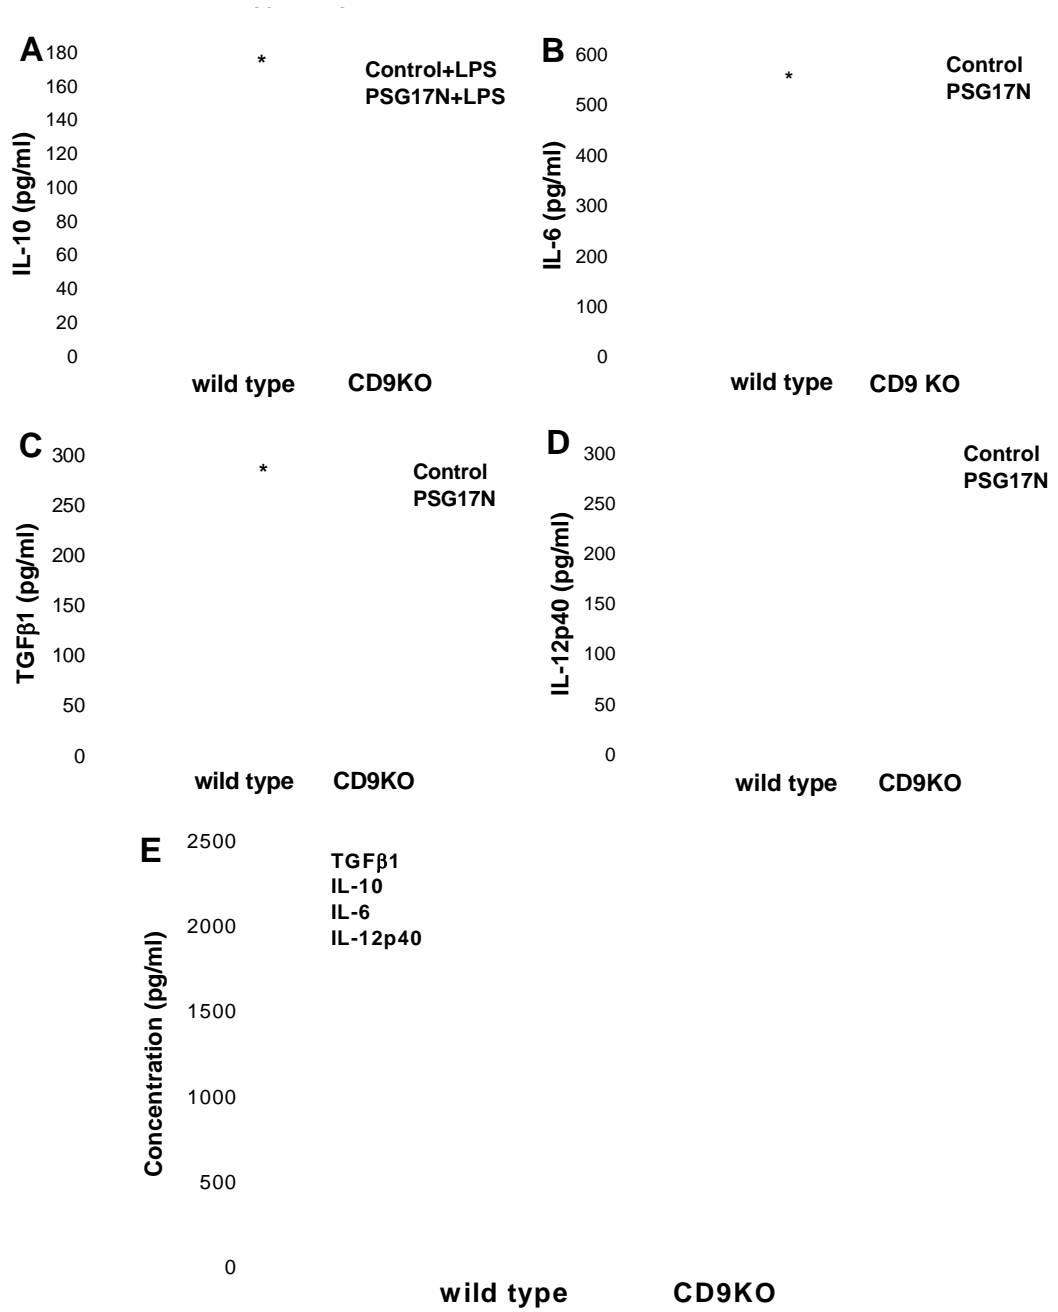 A
180
160
140
120
100
80
60
40
20
0
IL-10 (pg/ml)
*
Control+LPS
PSG17N+LPS
wild type CD9KO
B
600
500
400
300
200
100
0
IL-6 (pg/ml)
*
Control
PSG17N
wild type CD9 KO
C
300
250
200
150
100
50
0
TGFβ1 (pg/ml)
*
Control
PSG17N
wild type CD9KO
D
300
250
200
150
100
50
0
IL-12p40 (pg/ml)
Control
PSG17N
wild type CD9KO
E
2500
2000
1500
1000
500
0
Concentration (pg/ml)
TGFβ1
IL-10
IL-6
IL-12p40
wild type CD9KO